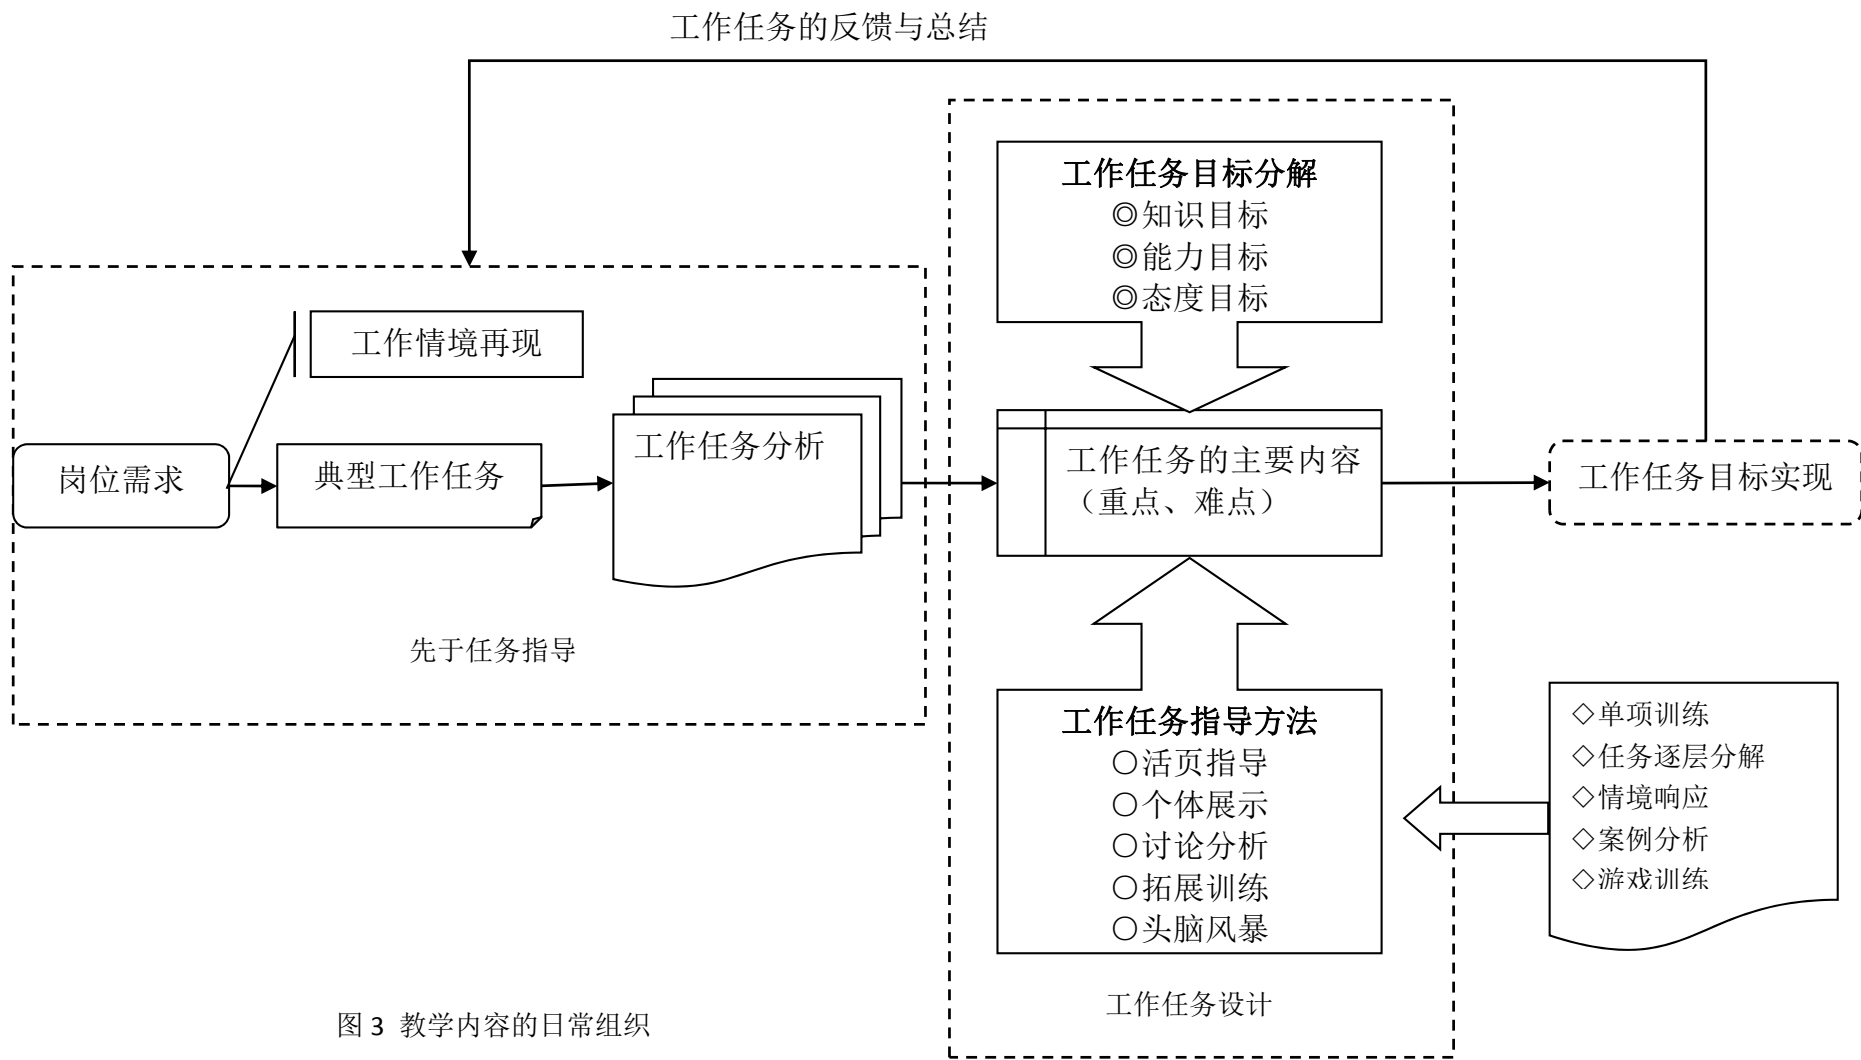 工作任务的反馈与总结
工作任务目标分解
◎知识目标
◎能力目标
◎态度目标
工作情境再现
岗位需求
典型工作任务
工作任务分析
工作任务的主要内容
（重点、难点）
工作任务目标实现
先于任务指导
工作任务指导方法
○活页指导
○个体展示
○讨论分析
○拓展训练
○头脑风暴
◇单项训练
◇任务逐层分解
◇情境响应
◇案例分析
◇游戏训练
工作任务设计
图 3 教学内容的日常组织